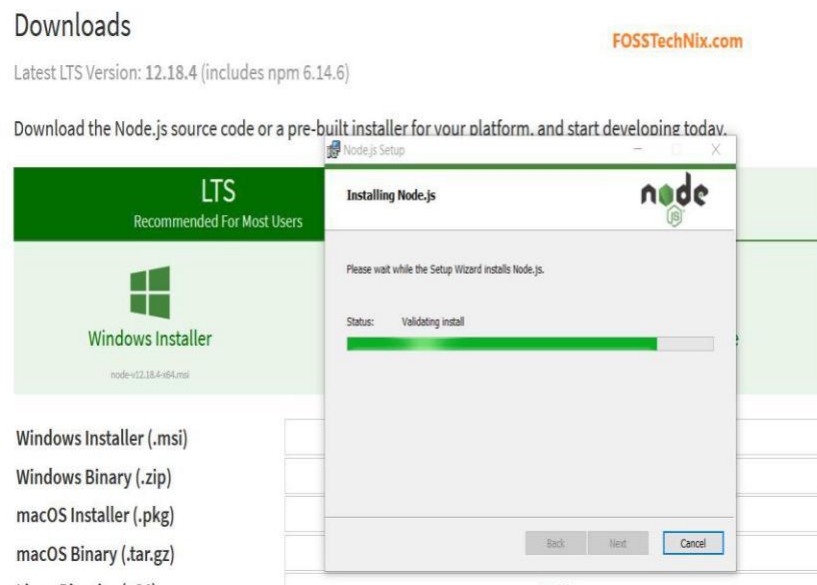 Downloads
FOSSTechNix.com
Latest LTS Version: 12.18.4 (includes npm 6.14.6)
Download the Node.js source code or a pre-built installer for your platform, and start developing today.
LTS
Recommended For Most Users
Windows Installer
node-v12.18.4-x64.msi
Windows Installer (.msi)
Windows Binary (.zip)
macOS Installer (.pkg)
macOS Binary (.tar.gz)
Node.js Setup
Installing Node.js
node
JS
Please wait while the Setup Wizard installs Node.js.
Status: Validating install
Back Next Cancel